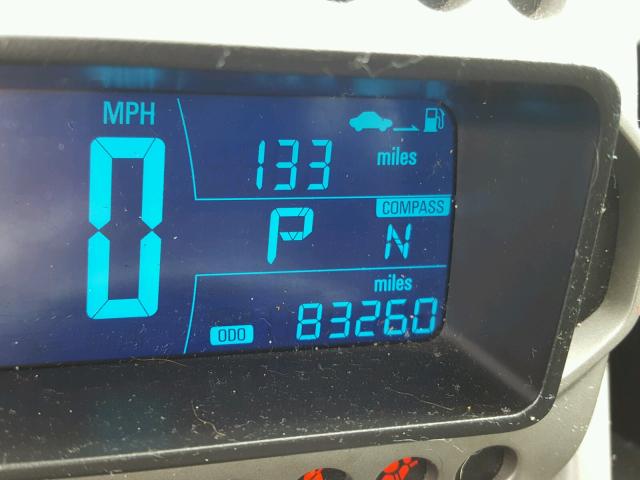 MPH
0
133
miles
P
COMPASS
N
miles
ODO
83260